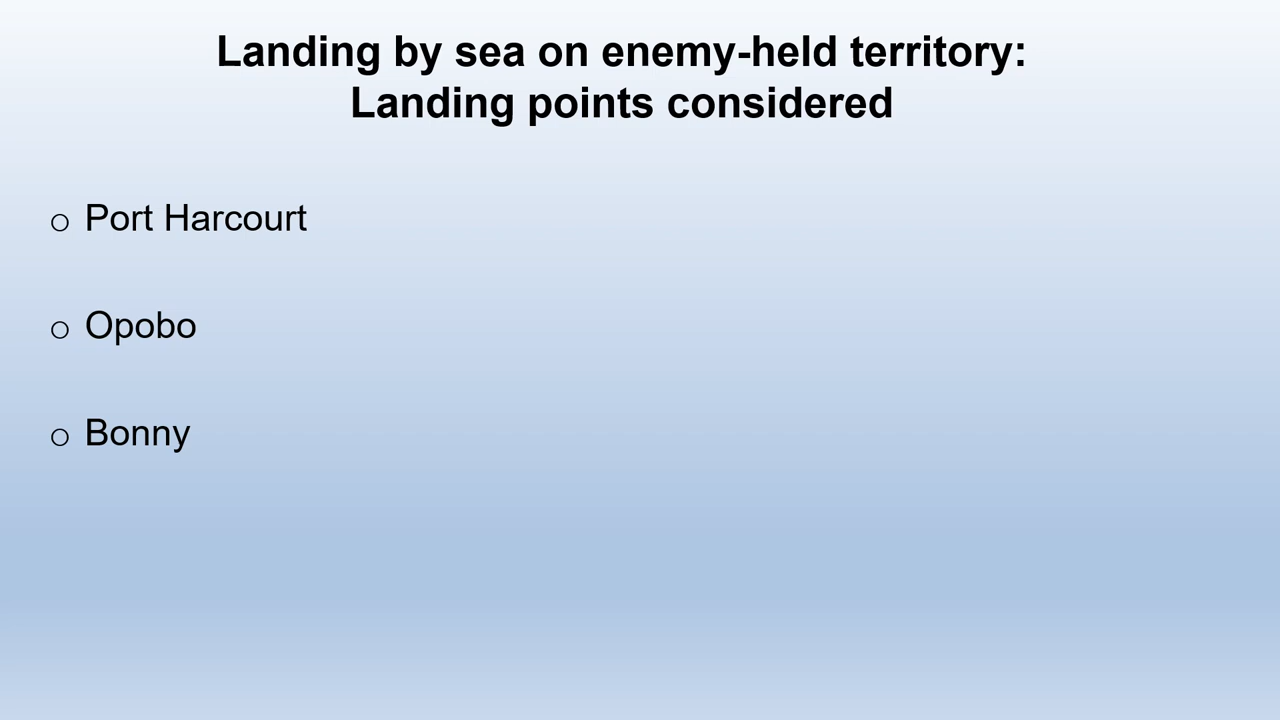 Landing by sea on enemy-held territory:
Landing points considered
o Port Harcourt
o Opobo
o Bonny